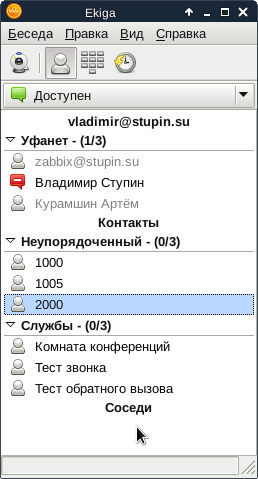 Ekiga
Беседа Правка Вид Справка
Доступен
vladimir@stupin.su
Уфанет - (1/3)
zabbix@stupin.su
Владимир Ступин
Курамшин Артём
Контакты
Неупорядоченный - (0/3)
1000
1005
2000
Службы - (0/3)
Комната конференций
Тест звонка
Тест обратного вызова
Соседи